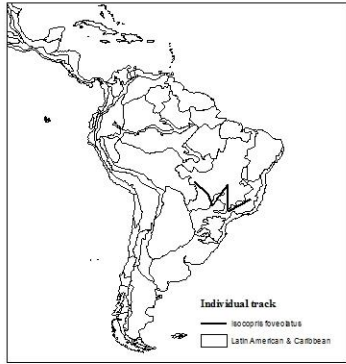 Individual track
Isocopris foveolatus
Latin American & Caribbean